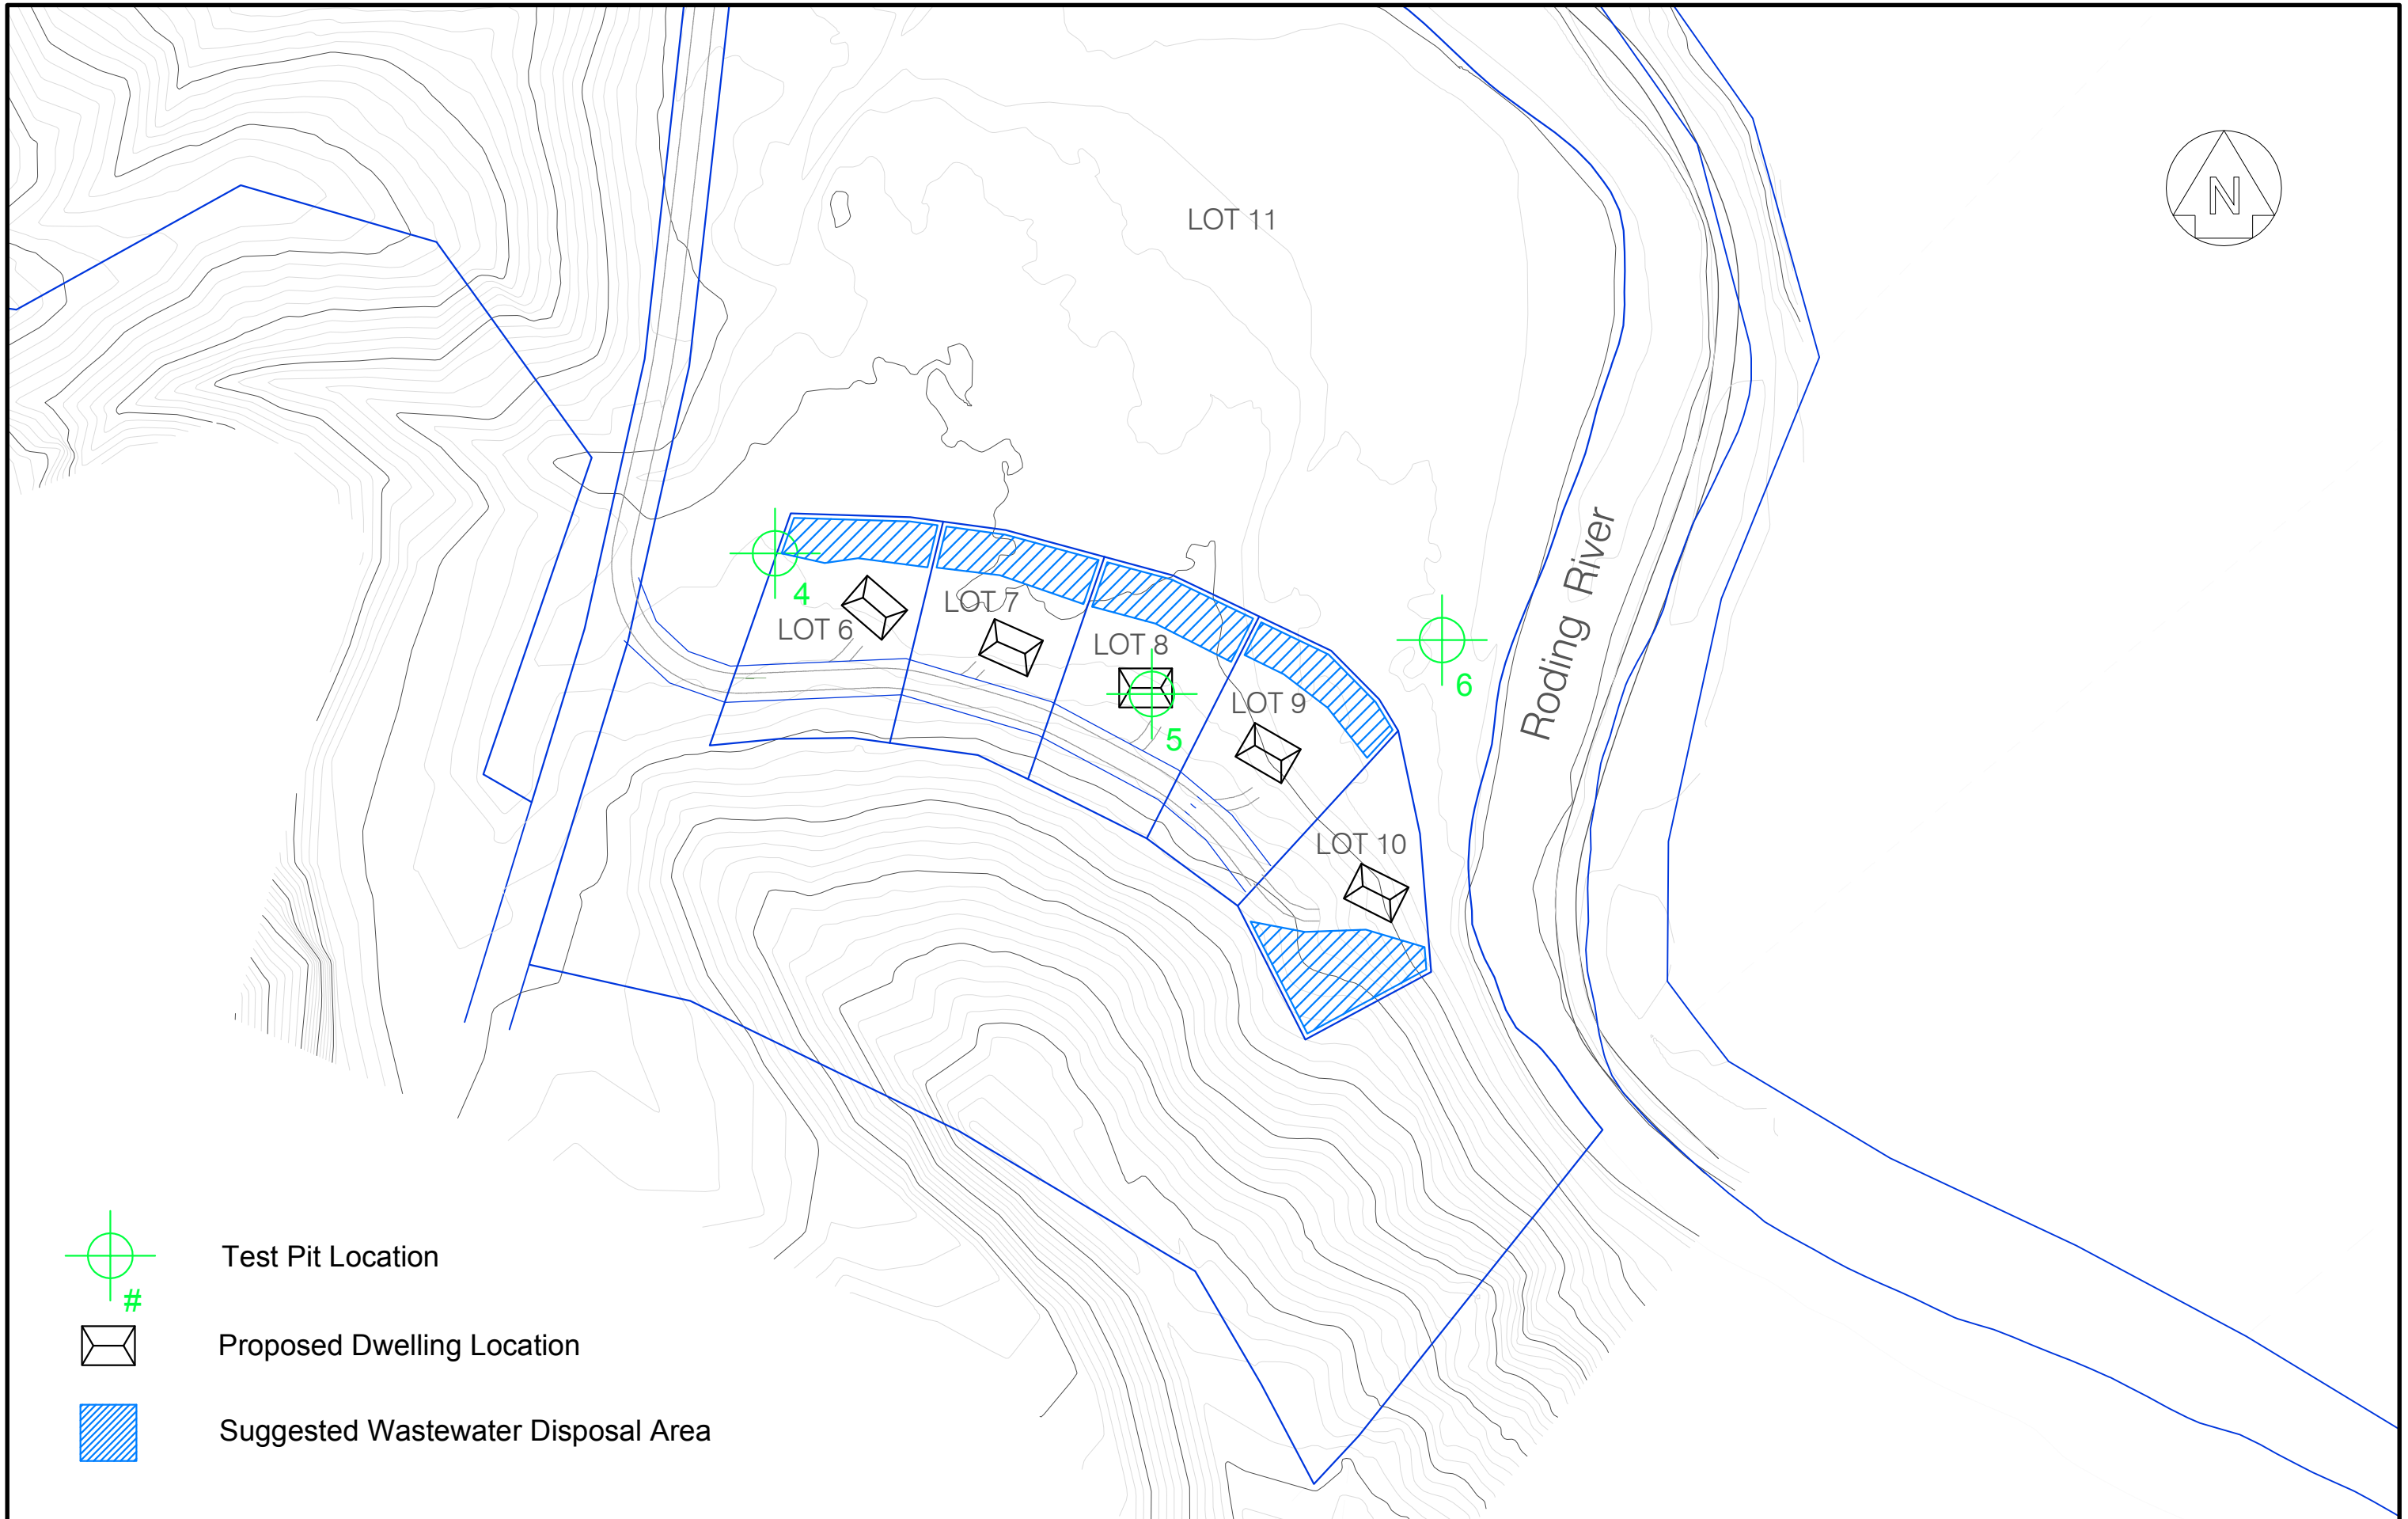 LOT 11
N
Roding River
4
LOT 6
LOT 7
LOT 8
5
LOT 9
6
LOT 10
Test Pit Location
#
Proposed Dwelling Location
Suggested Wastewater Disposal Area